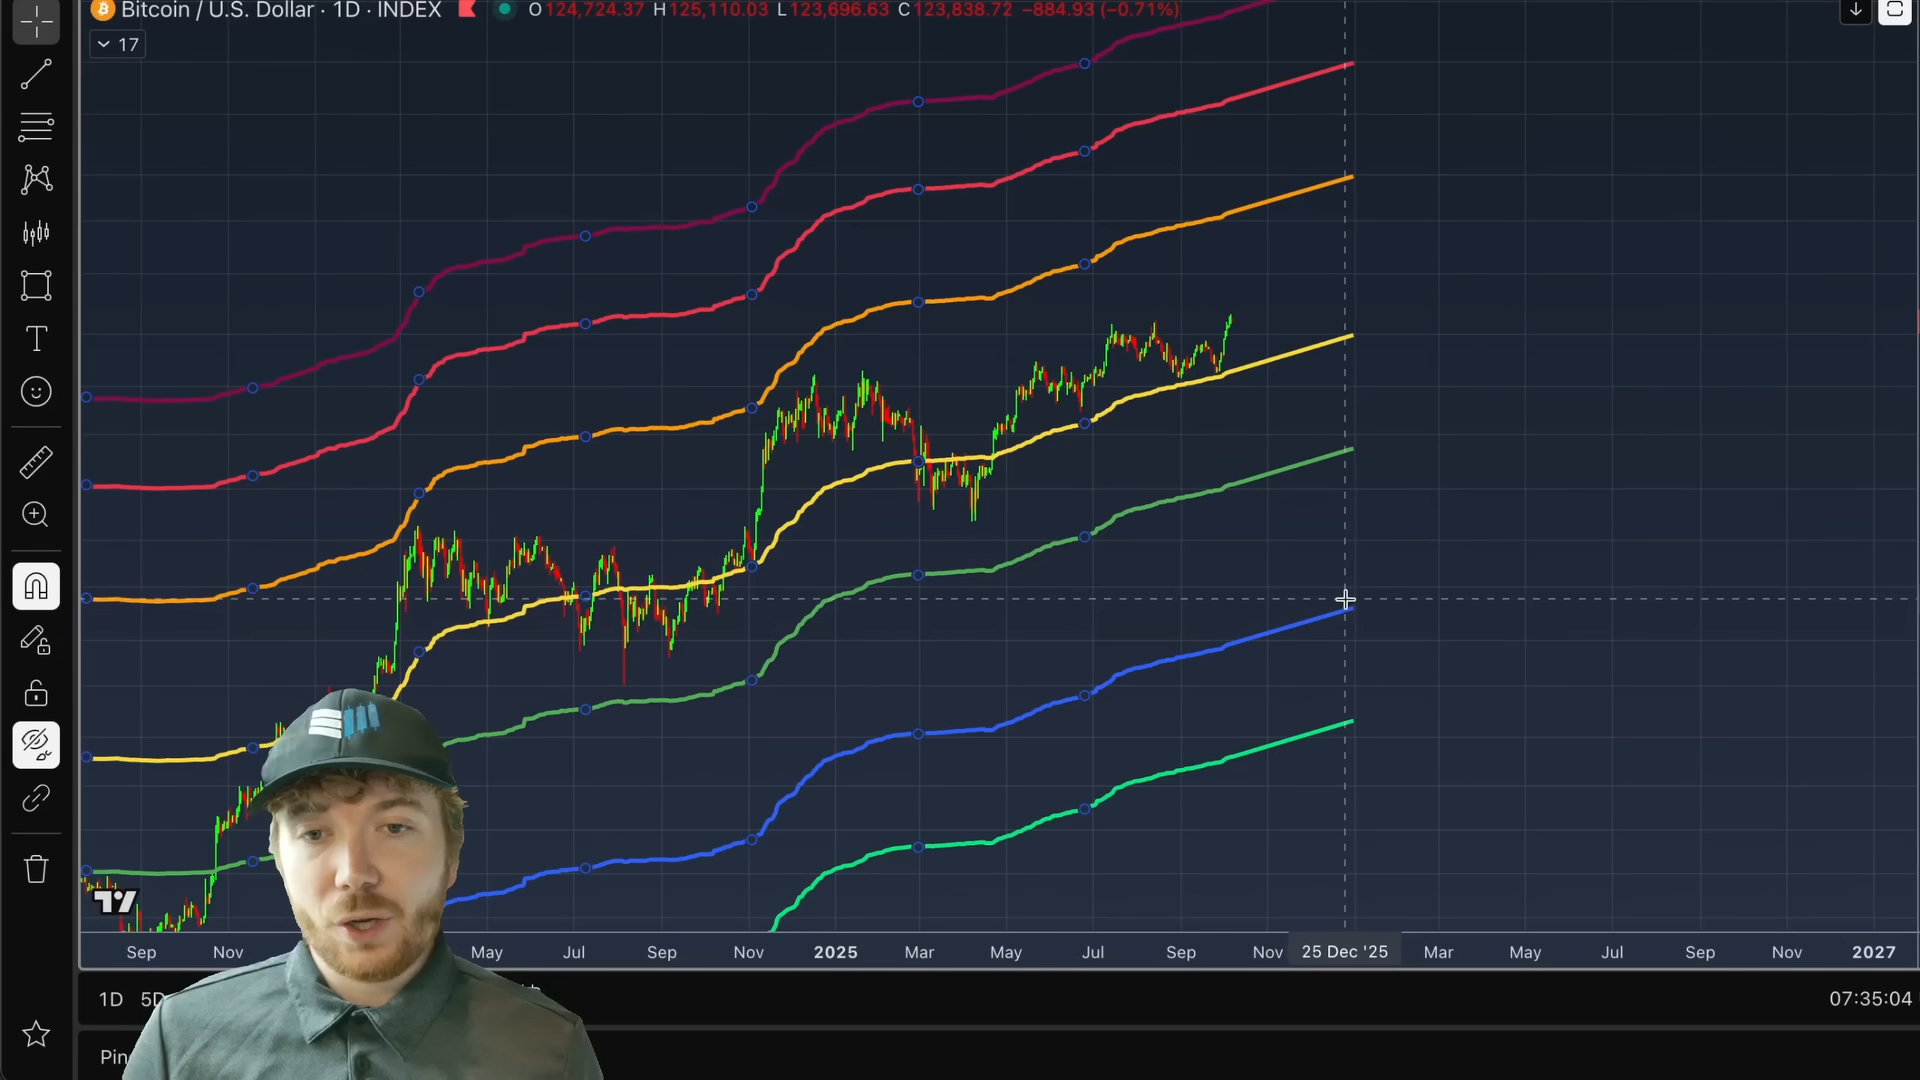 Bitcoin / U.S. Dollar · 1D · INDEX O124,724.37 H125,110.03 L123,696.63 C123,838.72 −884.93 (−0.71%)
17
Sep Nov May Jul Sep Nov 2025 Mar May Jul Sep Nov 25 Dec '25 Mar May Jul Sep Nov 2027
1D 5D 07:35:04
Pin